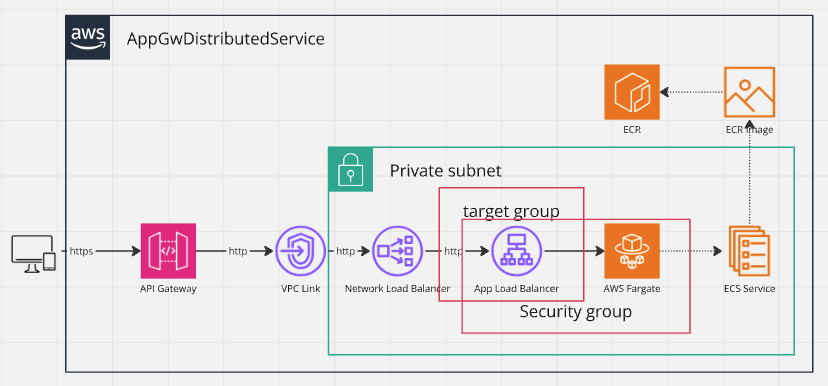 aws
AppGwDistributedService
ECR
ECR Image
Private subnet
target group
https
http
http
http
API Gateway
VPC Link
Network Load Balancer
App Load Balancer
AWS Fargate
ECS Service
Security group